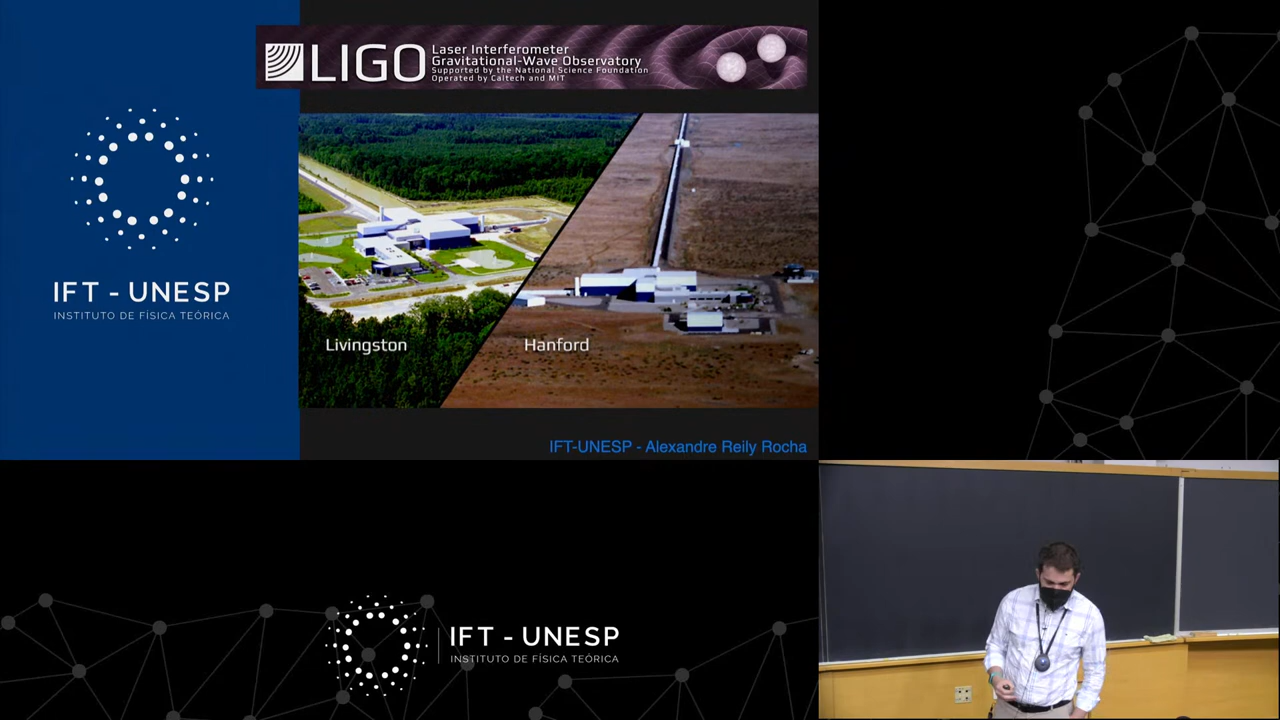 LIGO
Laser Interferometer
Gravitational-Wave Observatory
Supported by the National Science Foundation
Operated by Caltech and MIT
IFT - UNESP
INSTITUTO DE FÍSICA TEÓRICA
Livingston
Hanford
IFT-UNESP - Alexandre Reily Rocha
IFT - UNESP
INSTITUTO DE FÍSICA TEÓRICA